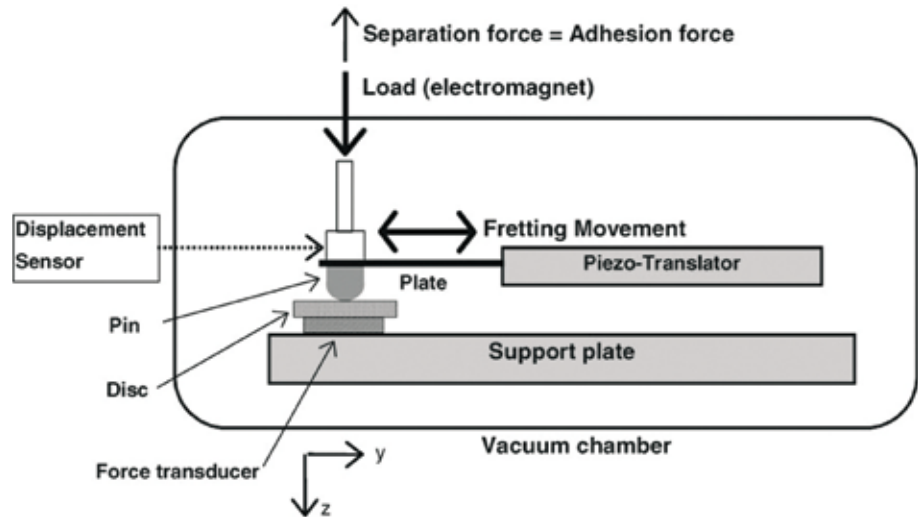 Separation force = Adhesion force
Load (electromagnet)
Displacement
Sensor
Fretting Movement
Piezo-Translator
Plate
Pin
Support plate
Disc
Vacuum chamber
Force transducer
y
z